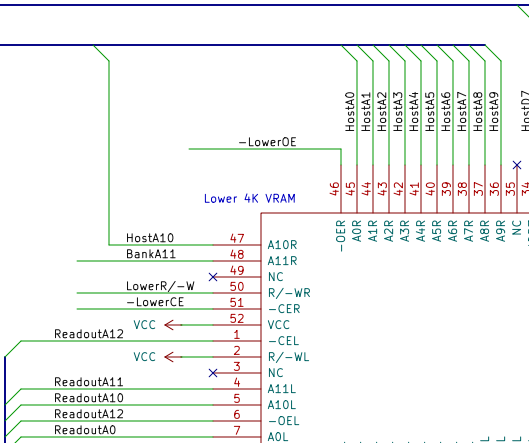 HostA0 HostA1 HostA2 HostA3 HostA4 HostA5 HostA6 HostA7 HostA8 HostA9 HostD7
-LowerOE
46 45 44 43 42 41 40 39 38 37 36 35 34
Lower 4K VRAM
-OER A0R A1R A2R A3R A4R A5R A6R A7R A8R A9R NC
HostA10 47 A10R
BankA11 48 A11R
49 NC
LowerR/-W 50 R/-WR
-LowerCE 51 -CER
VCC 52 VCC
ReadoutA12 1 -CEL
VCC 2 R/-WL
3 NC
ReadoutA11 4 A11L
ReadoutA10 5 A10L
ReadoutA12 6 -OEL
ReadoutA0 7 A0L